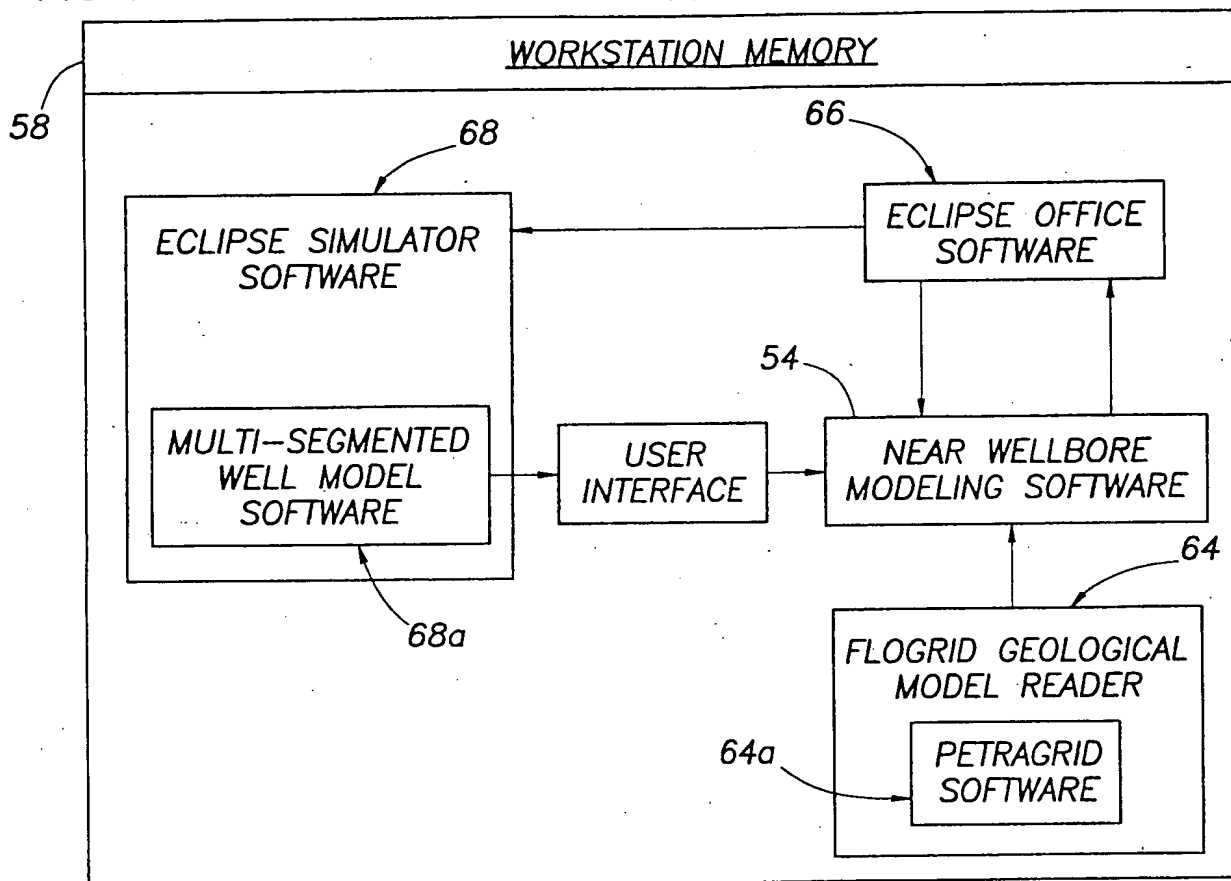 WORKSTATION MEMORY
58
68
66
ECLIPSE SIMULATOR
SOFTWARE
ECLIPSE OFFICE
SOFTWARE
54
MULTI-SEGMENTED
WELL MODEL
SOFTWARE
USER
INTERFACE
NEAR WELLBORE
MODELING SOFTWARE
68a
64
FLOGRID GEOLOGICAL
MODEL READER
64a
PETRAGRID
SOFTWARE